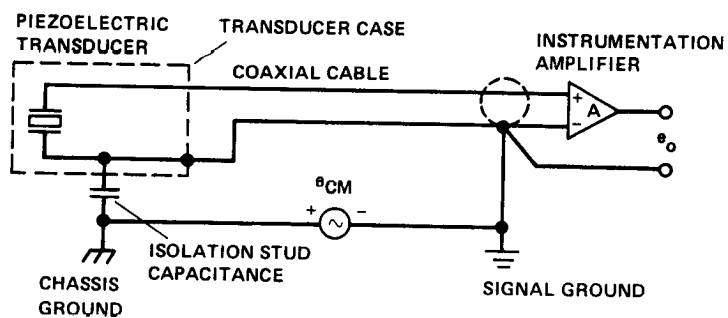 PIEZOELECTRIC
TRANSDUCER
TRANSDUCER CASE
INSTRUMENTATION
AMPLIFIER
COAXIAL CABLE
+
A
−
eo
eCM
+
−
ISOLATION STUD
CAPACITANCE
CHASSIS
GROUND
SIGNAL GROUND